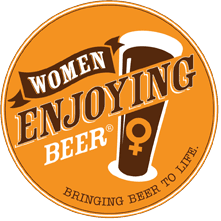 WOMEN
ENJOYING
BEER®
BRINGING BEER TO LIFE.